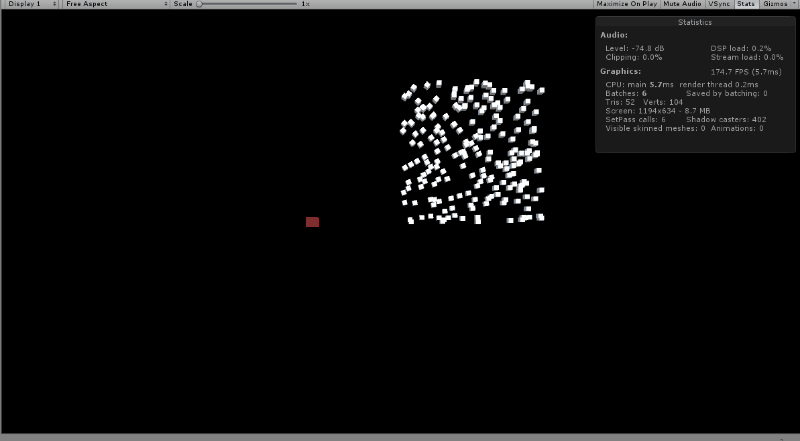 Display 1 Free Aspect Scale 1x Maximize On Play Mute Audio VSync Stats Gizmos
Statistics
Audio:
Level: -74.8 dB DSP load: 0.2%
Clipping: 0.0% Stream load: 0.0%
Graphics: 174.7 FPS (5.7ms)
CPU: main 5.7ms render thread 0.2ms
Batches: 6 Saved by batching: 0
Tris: 52 Verts: 104
Screen: 1194x634 - 8.7 MB
SetPass calls: 6 Shadow casters: 402
Visible skinned meshes: 0 Animations: 0